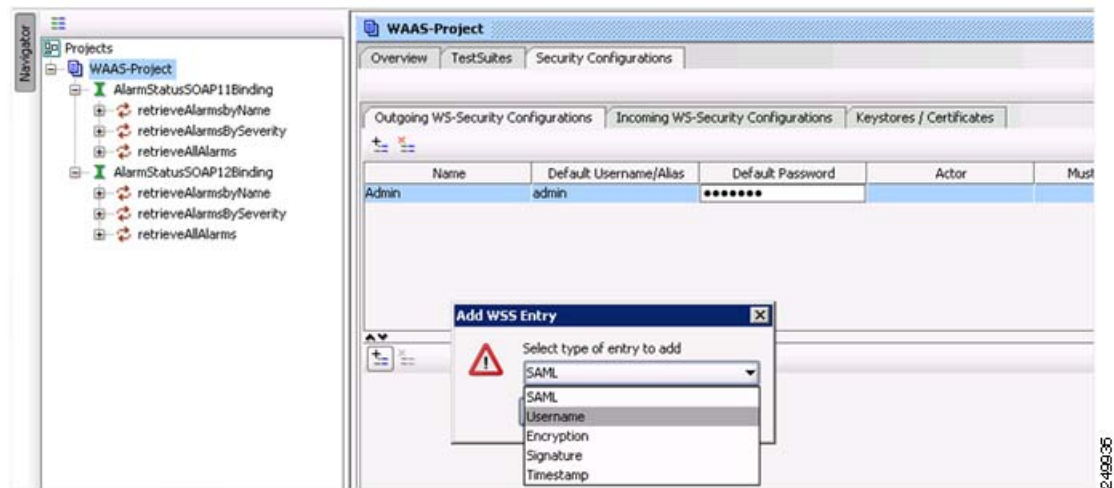 Navigator
Projects
WAAS-Project
AlarmStatusSOAP11Binding
retrieveAlarmsbyName
retrieveAlarmsBySeverity
retrieveAllAlarms
AlarmStatusSOAP12Binding
retrieveAlarmsbyName
retrieveAlarmsBySeverity
retrieveAllAlarms
WAAS-Project
Overview TestSuites Security Configurations
Outgoing WS-Security Configurations Incoming WS-Security Configurations Keystores / Certificates
Name Default Username/Alias Default Password Actor Must
Admin admin •••••••
Add WSS Entry
Select type of entry to add
SAML
SAML
Username
Encryption
Signature
Timestamp
249936